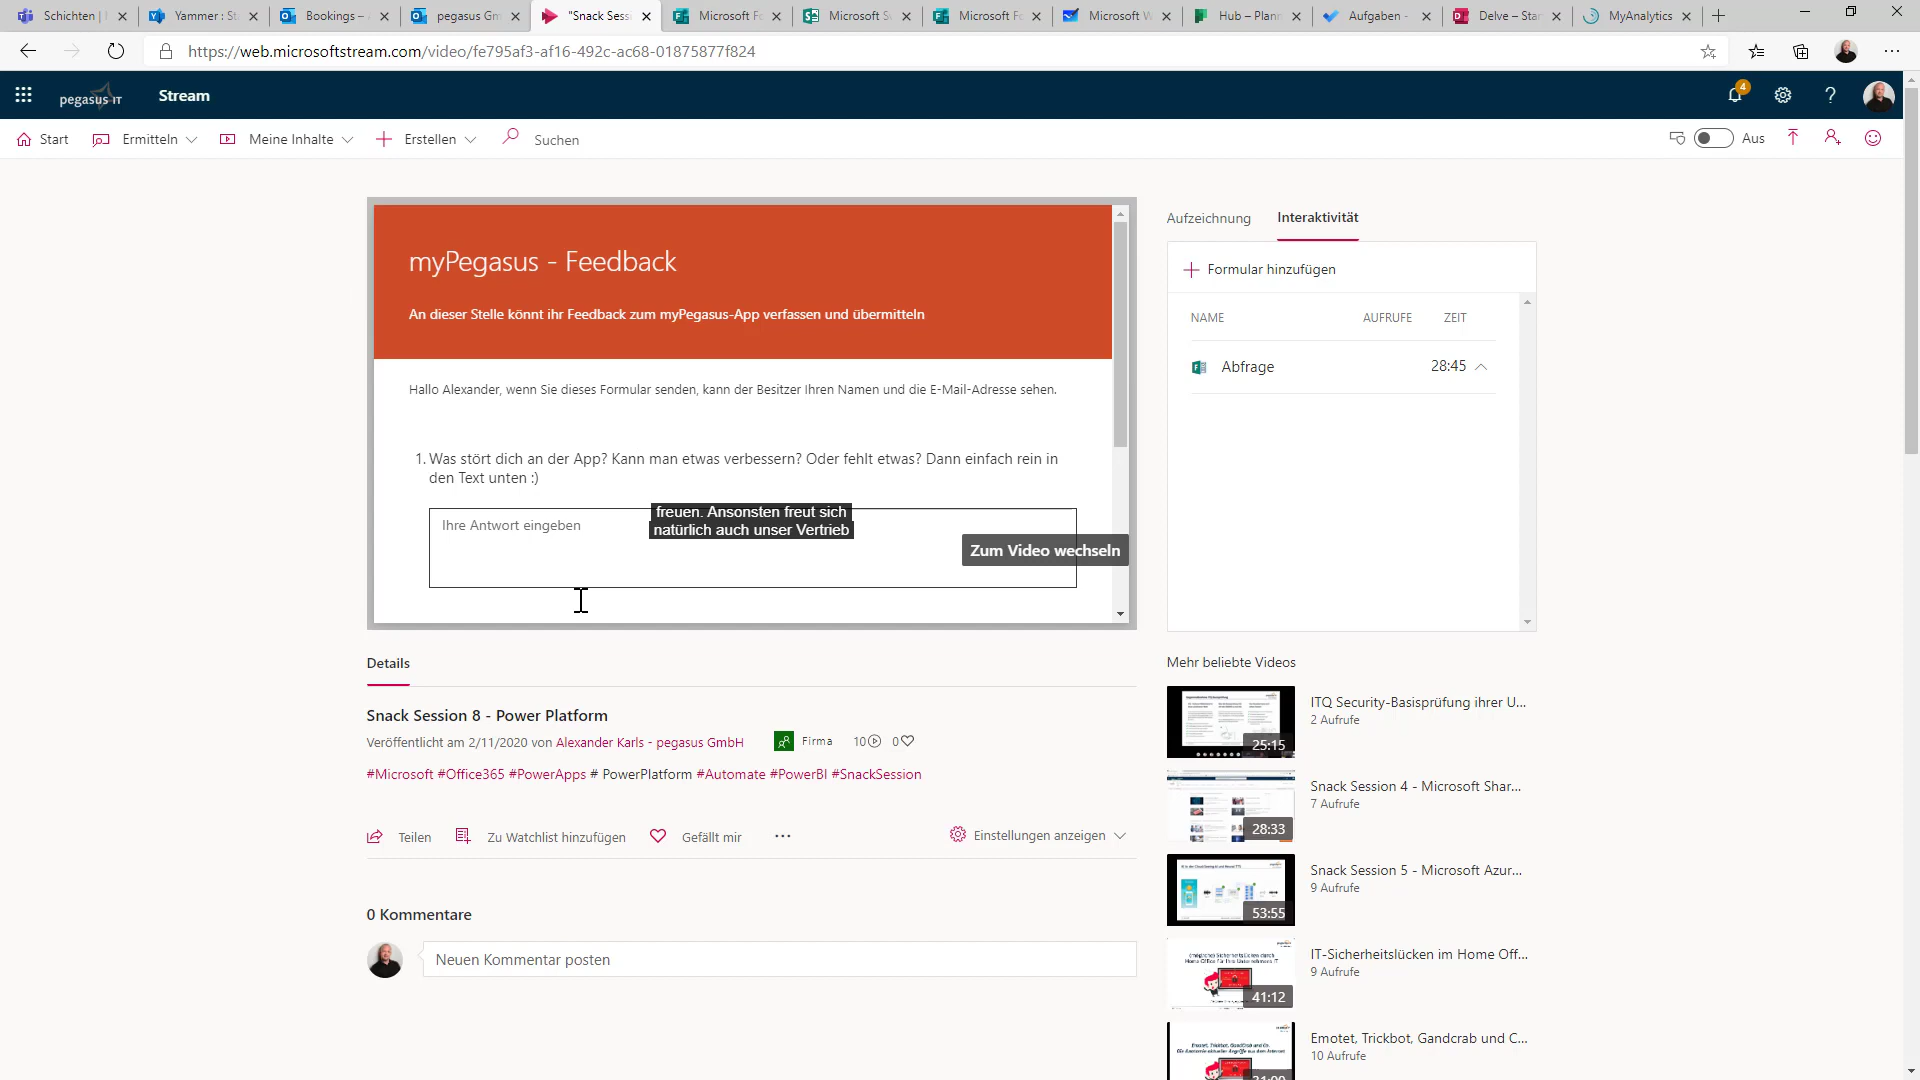 Schichten |
Yammer : St
Bookings –
pegasus Gm
"Snack Sess
Microsoft Fo
Microsoft Sw
Microsoft Fo
Microsoft W
Hub – Plann
Aufgaben -
Delve – Star
MyAnalytics
https://web.microsoftstream.com/video/fe795af3-af16-492c-ac68-01875877f824
pegasus IT
Stream
4
?
Start
Ermitteln
Meine Inhalte
Erstellen
Suchen
Aus
myPegasus - Feedback
An dieser Stelle könnt ihr Feedback zum myPegasus-App verfassen und übermitteln
Hallo Alexander, wenn Sie dieses Formular senden, kann der Besitzer Ihren Namen und die E-Mail-Adresse sehen.
1. Was stört dich an der App? Kann man etwas verbessern? Oder fehlt etwas? Dann einfach rein in
den Text unten :)
Ihre Antwort eingeben
freuen. Ansonsten freut sich
natürlich auch unser Vertrieb
Zum Video wechseln
Aufzeichnung
Interaktivität
Formular hinzufügen
NAME
AUFRUFE
ZEIT
Abfrage
28:45
Details
Snack Session 8 - Power Platform
Veröffentlicht am 2/11/2020 von Alexander Karls - pegasus GmbH
Firma
10
0
#Microsoft #Office365 #PowerApps # PowerPlatform #Automate #PowerBI #SnackSession
Teilen
Zu Watchlist hinzufügen
Gefällt mir
Einstellungen anzeigen
0 Kommentare
Neuen Kommentar posten
Mehr beliebte Videos
25:15
ITQ Security-Basisprüfung ihrer U...
2 Aufrufe
28:33
Snack Session 4 - Microsoft Shar...
7 Aufrufe
53:55
Snack Session 5 - Microsoft Azur...
9 Aufrufe
41:12
IT-Sicherheitslücken im Home Off...
9 Aufrufe
Emotet, Trickbot, Gandcrab und C...
10 Aufrufe